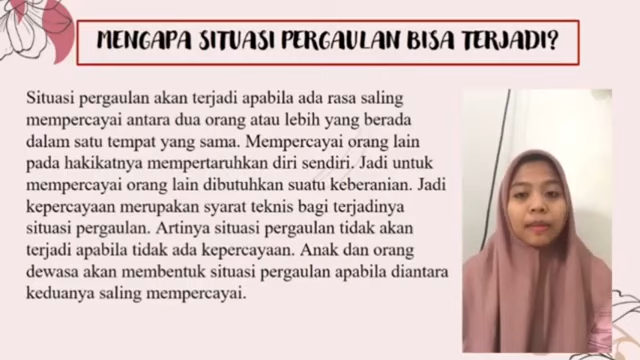 MENGAPA SITUASI PERGAULAN BISA TERJADI?
Situasi pergaulan akan terjadi apabila ada rasa saling
mempercayai antara dua orang atau lebih yang berada
dalam satu tempat yang sama. Mempercayai orang lain
pada hakikatnya mempertaruhkan diri sendiri. Jadi untuk
mempercayai orang lain dibutuhkan suatu keberanian. Jadi
kepercayaan merupakan syarat teknis bagi terjadinya
situasi pergaulan. Artinya situasi pergaulan tidak akan
terjadi apabila tidak ada kepercayaan. Anak dan orang
dewasa akan membentuk situasi pergaulan apabila diantara
keduanya saling mempercayai.